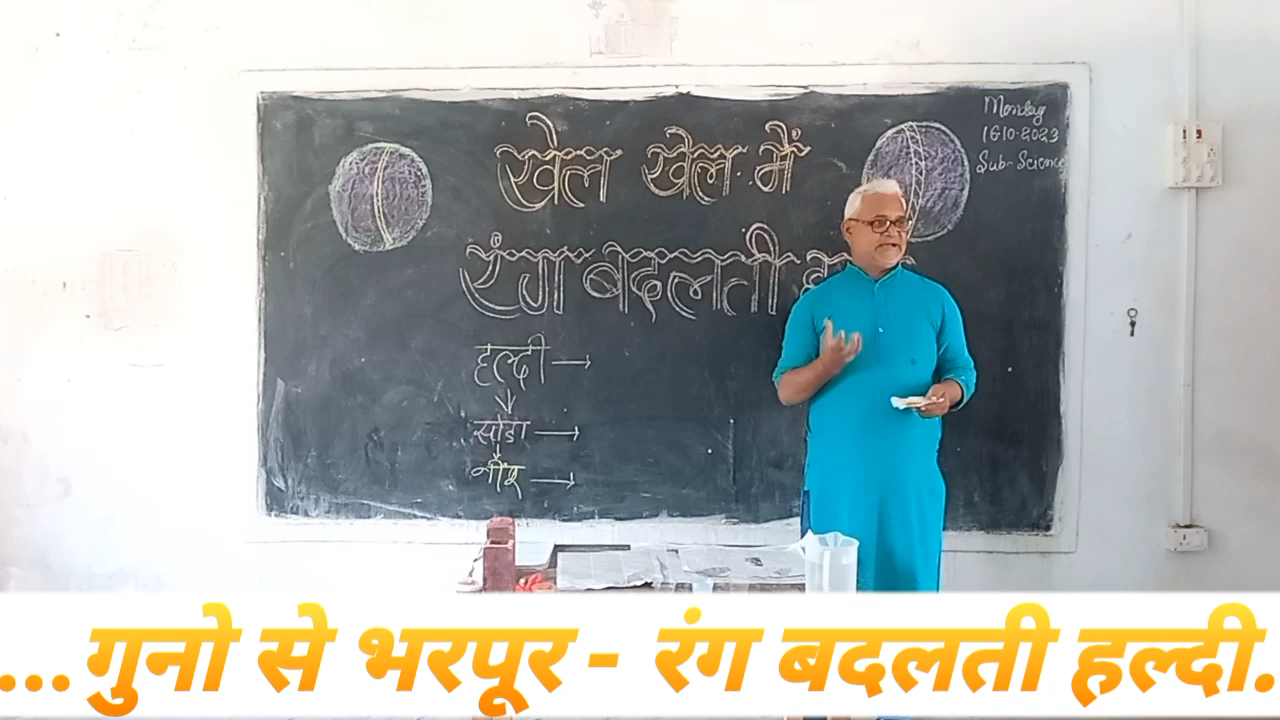 Monday
16-10-2023
Sub- Science
खेल खेल में
रंग बदलती
हल्दी →
सोडा →
नींबू →
...गुनो से भरपूर - रंग बदलती हल्दी.